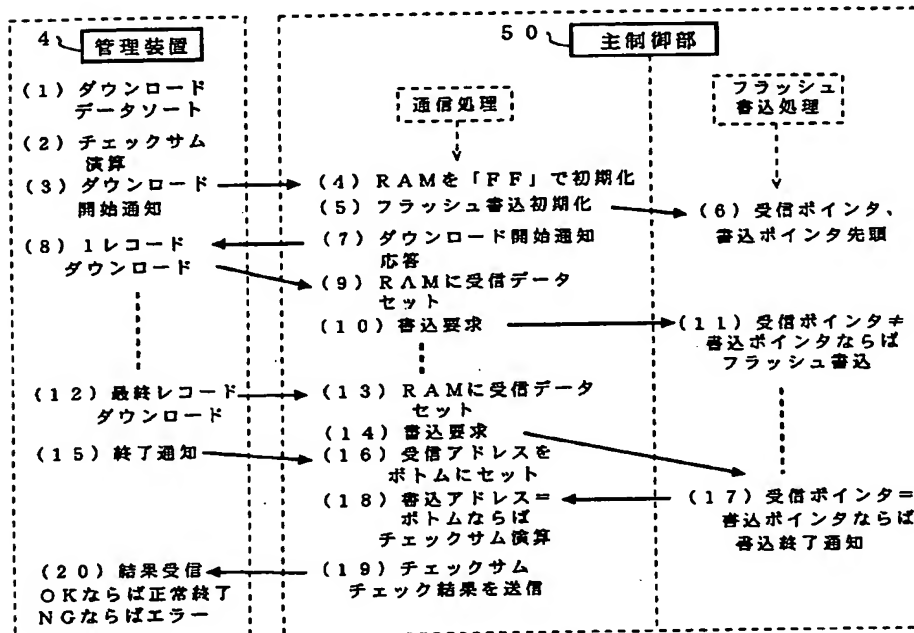 4
管理装置
(1)ダウンロード
データソート
(2)チェックサム
演算
(3)ダウンロード
開始通知
(8)1レコード
ダウンロード
(12)最終レコード
ダウンロード
(15)終了通知
(20)結果受信
OKならば正常終了
NGならばエラー
50
主制御部
通信処理
(4)RAMを「FF」で初期化
(5)フラッシュ書込初期化
(7)ダウンロード開始通知
応答
(9)RAMに受信データ
セット
(10)書込要求
(13)RAMに受信データ
セット
(14)書込要求
(16)受信アドレスを
ボトムにセット
(18)書込アドレス=
ボトムならば
チェックサム演算
(19)チェックサム
チェック結果を送信
フラッシュ
書込処理
(6)受信ポインタ、
書込ポインタ先頭
(11)受信ポインタ≠
書込ポインタならば
フラッシュ書込
(17)受信ポインタ=
書込ポインタならば
書込終了通知